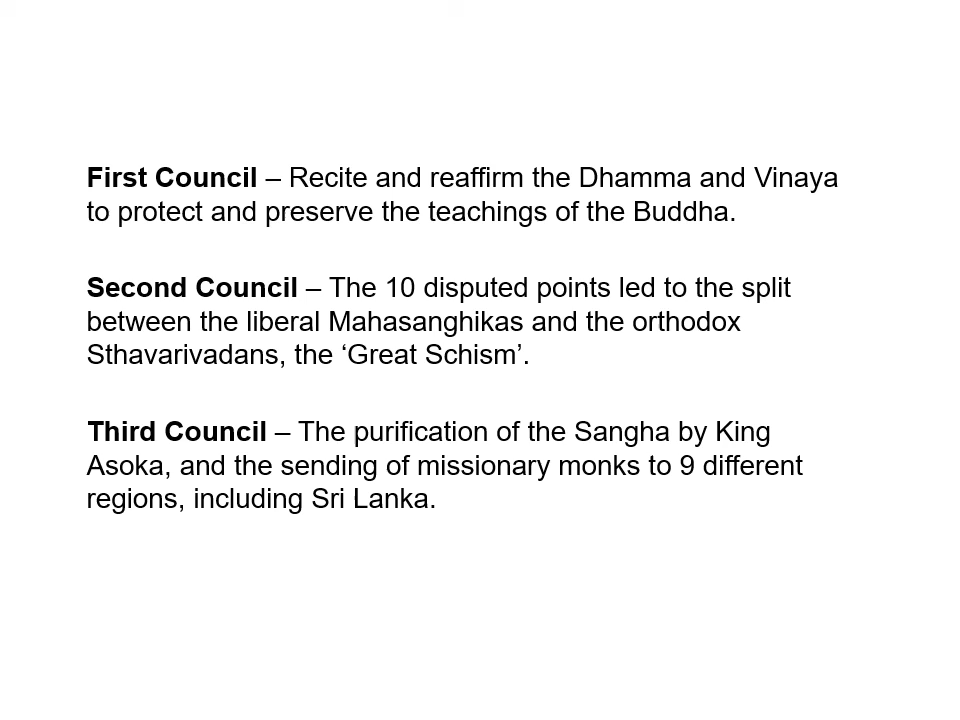 First Council – Recite and reaffirm the Dhamma and Vinaya
to protect and preserve the teachings of the Buddha.
Second Council – The 10 disputed points led to the split
between the liberal Mahasanghikas and the orthodox
Sthavarivadans, the ‘Great Schism’.
Third Council – The purification of the Sangha by King
Asoka, and the sending of missionary monks to 9 different
regions, including Sri Lanka.